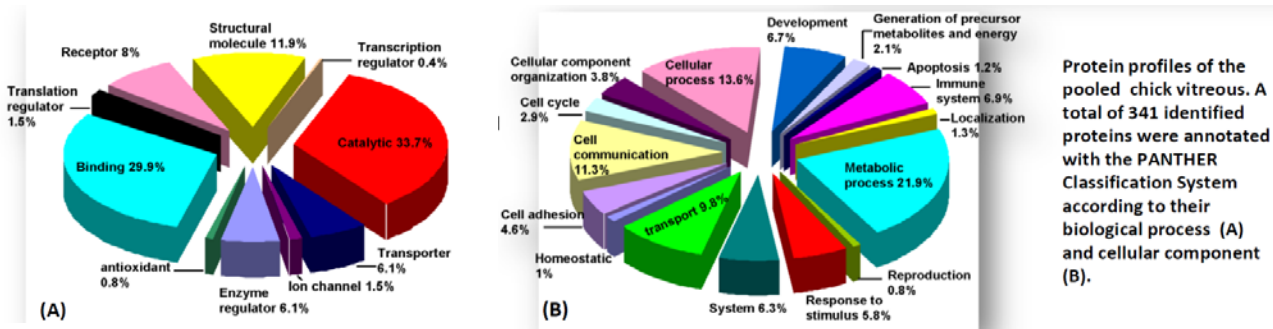 Structural
molecule 11.9%
Transcription
regulator 0.4%
Receptor 8%
Translation
regulator
1.5%
Catalytic 33.7%
Binding 29.9%
Transporter
6.1%
antioxidant
0.8%
Ion channel 1.5%
Enzyme
regulator 6.1%
(A)
Development
6.7%
Generation of precursor
metabolites and energy
2.1%
Cellular component
organization 3.8%
Cellular
process 13.6%
Apoptosis 1.2%
Immune
system 6.9%
Cell cycle
2.9%
Localization
1.3%
Cell
communication
11.3%
Metabolic
process 21.9%
transport 9.8%
Cell adhesion
4.6%
Homeostatic
1%
Reproduction
0.8%
System 6.3%
Response to
stimulus 5.8%
(B)
Protein profiles of the
pooled chick vitreous. A
total of 341 identified
proteins were annotated
with the PANTHER
Classification System
according to their
biological process (A)
and cellular component
(B).